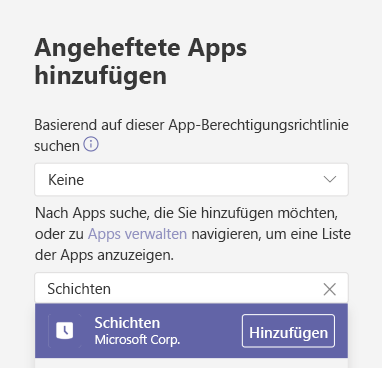 Angeheftete Apps
hinzufügen
Basierend auf dieser App-Berechtigungsrichtlinie
suchen
Keine
Nach Apps suche, die Sie hinzufügen möchten,
oder zu Apps verwalten navigieren, um eine Liste
der Apps anzuzeigen.
Schichten
Schichten
Microsoft Corp.
Hinzufügen